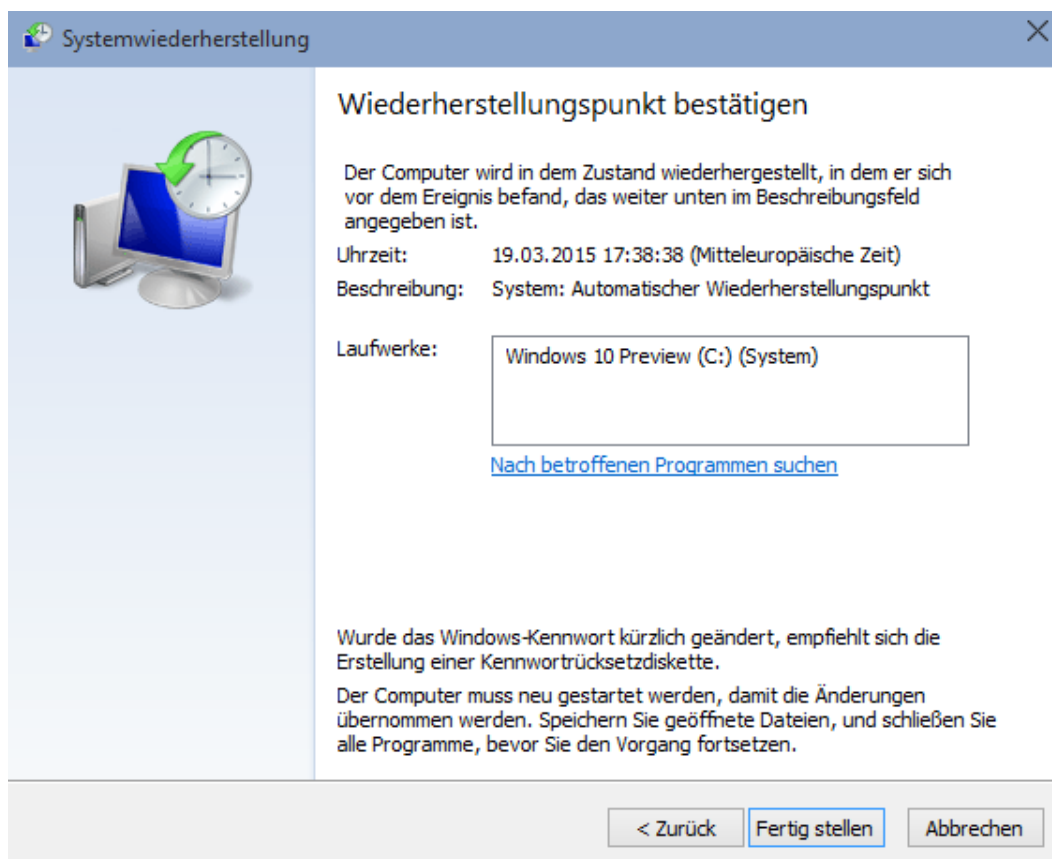 Systemwiederherstellung
Wiederherstellungspunkt bestätigen
Der Computer wird in dem Zustand wiederhergestellt, in dem er sich
vor dem Ereignis befand, das weiter unten im Beschreibungsfeld
angegeben ist.
Uhrzeit: 19.03.2015 17:38:38 (Mitteleuropäische Zeit)
Beschreibung: System: Automatischer Wiederherstellungspunkt
Laufwerke: Windows 10 Preview (C:) (System)
Nach betroffenen Programmen suchen
Wurde das Windows-Kennwort kürzlich geändert, empfiehlt sich die
Erstellung einer Kennwortrücksetzdiskette.
Der Computer muss neu gestartet werden, damit die Änderungen
übernommen werden. Speichern Sie geöffnete Dateien, und schließen Sie
alle Programme, bevor Sie den Vorgang fortsetzen.
< Zurück Fertig stellen Abbrechen